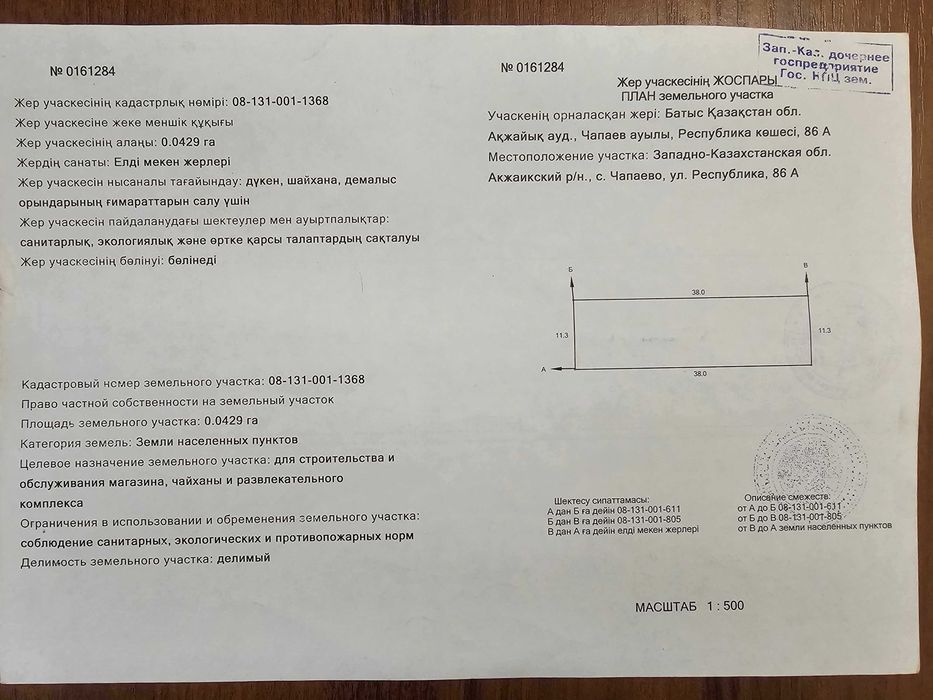 № 0161284
Жер учаскесінің кадастрлық нөмірі: 08-131-001-1368
Жер учаскесіне жеке меншік құқығы
Жер учаскесінің алаңы: 0.0429 га
Жердің санаты: Елді мекен жерлері
Жер учаскесін нысаналы тағайындау: дүкен, шайхана, демалыс
орындарының ғимараттарын салу үшін
Жер учаскесін пайдаланудағы шектеулер мен ауыртпалықтар:
санитарлық, экологиялық және өртке қарсы талаптардың сақталуы
Жер учаскесінің бөлінуі: бөлінеді
Кадастровый номер земельного участка: 08-131-001-1368
Право частной собственности на земельный участок
Площадь земельного участка: 0.0429 га
Категория земель: Земли населенных пунктов
Целевое назначение земельного участка: для строительства и
обслуживания магазина, чайханы и развлекательного
комплекса
Ограничения в использовании и обременения земельного участка:
соблюдение санитарных, экологических и противопожарных норм
Делимость земельного участка: делимый
№ 0161284
Зап.-Каз. дочернее
госпредприятие
Гос. НПЦ зем.
Жер учаскесінің ЖОСПАРЫ
ПЛАН земельного участка
Учаскенің орналасқан жері: Батыс Қазақстан обл.
Ақжайық ауд., Чапаев ауылы, Республика көшесі, 86 А
Местоположение участка: Западно-Казахстанская обл.
Акжаикский р/н., с. Чапаево, ул. Республика, 86 А
Б
В
38.0
11.3
11.3
А
38.0
Шектесу сипаттамасы:
А дан Б ға дейін 08-131-001-611
Б дан В ға дейін 08-131-001-805
В дан А ға дейін елді мекен жерлері
Описание смежеств:
от А до Б 08-131-001-611
от Б до В 08-131-001-805
от В до А земли населенных пунктов
МАСШТАБ 1 : 500